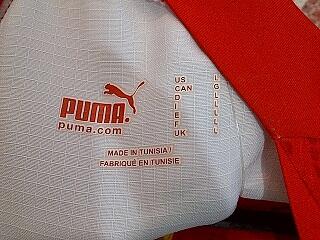 PUMA.
puma.com
US L
CAN G
D L
I L
E L
F L
UK L
MADE IN TUNISIA /
FABRIQUÉ EN TUNISIE